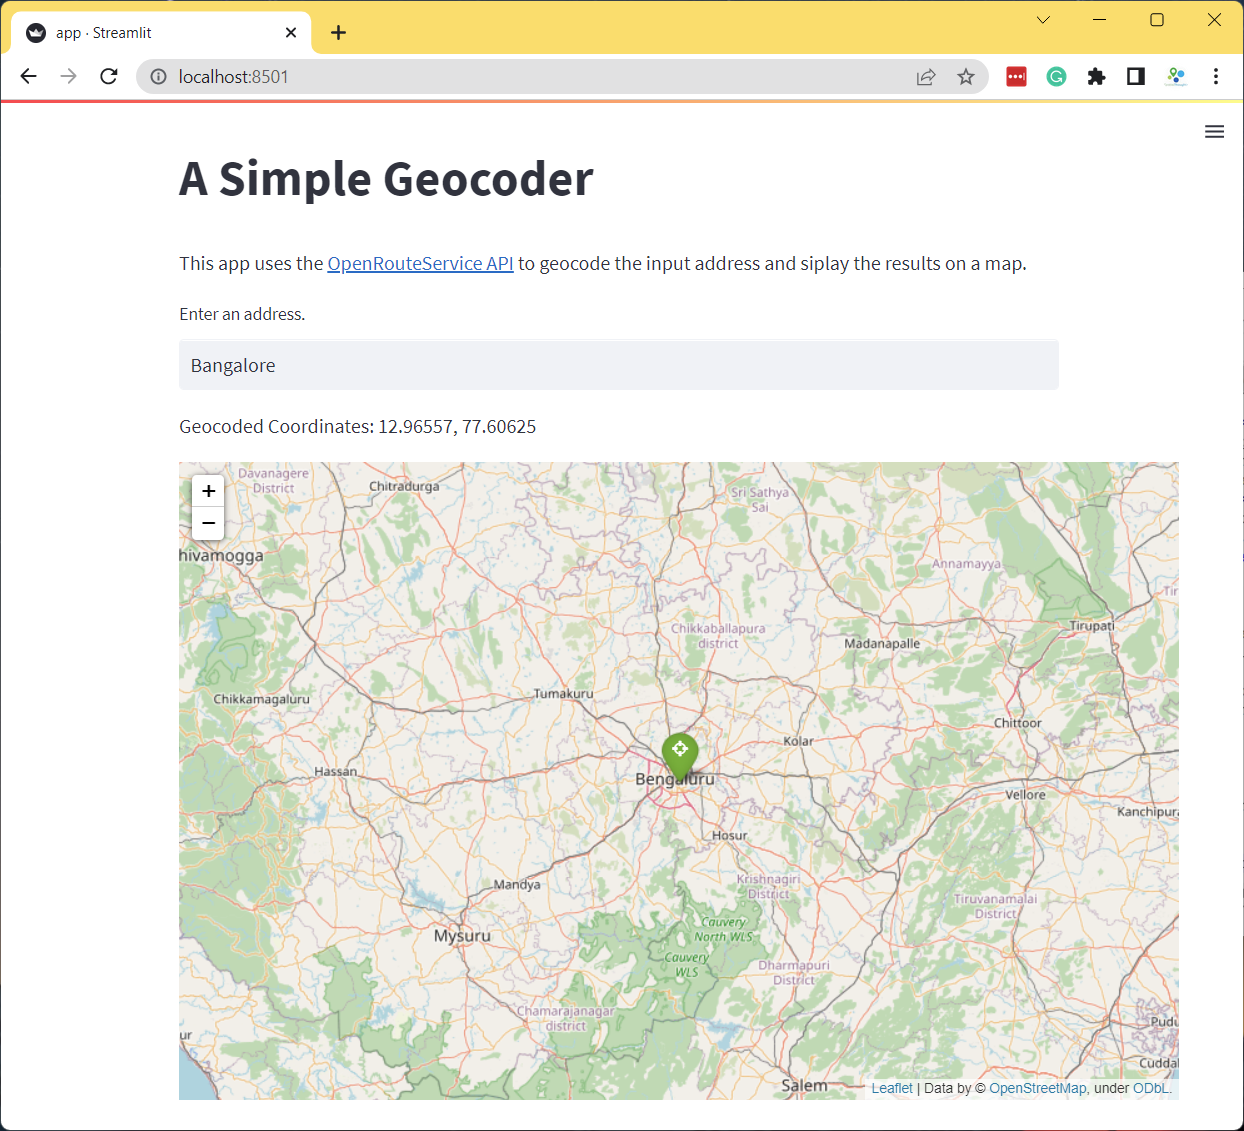 app · Streamlit
localhost:8501
A Simple Geocoder
This app uses the OpenRouteService API to geocode the input address and siplay the results on a map.
Enter an address.
Bangalore
Geocoded Coordinates: 12.96557, 77.60625
+
−
Davanagere
District
Chitradurga
Sri Sathya
Sai
hivamogga
Annamayya
Tir
Tirupati
Chikkaballapura
district
Madanapalle
Chikkamagaluru
Tumakuru
Chittoor
Kolar
Hassan
Bengaluru
Vellore
Kanchipura
Hosur
Mandya
Krishnagiri
District
Tiruvanamalai
District
Cauvery
North WLS
Mysuru
Cauvery
WLS
Dharmapuri
District
Chamarajanagar
district
Pudu
ur
Cuddal
Salem
Leaflet | Data by © OpenStreetMap, under ODbL.